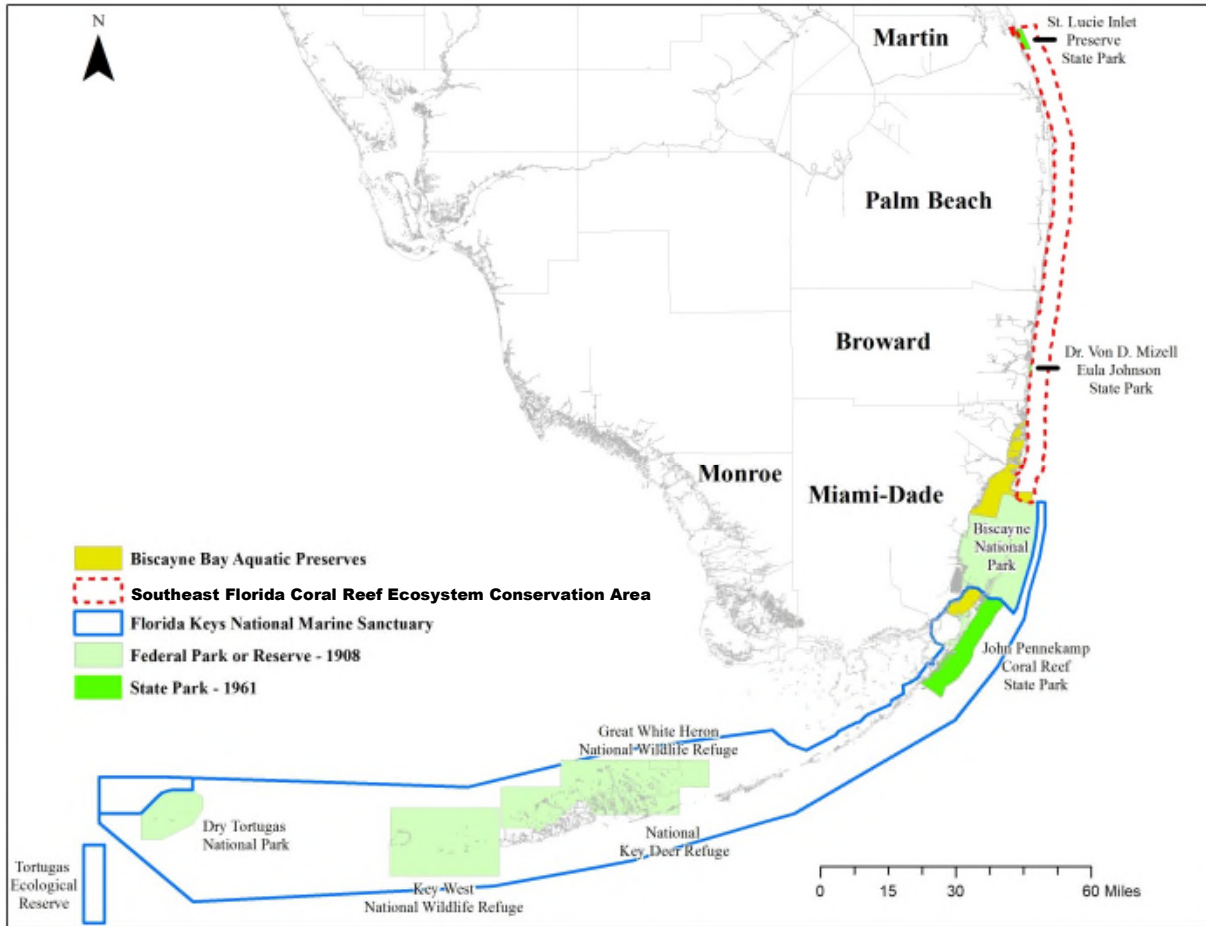 N
Martin
St. Lucie Inlet
Preserve
State Park
Palm Beach
Broward
Dr. Von D. Mizell
Eula Johnson
State Park
Monroe
Miami-Dade
Biscayne
National
Park
Biscayne Bay Aquatic Preserves
Southeast Florida Coral Reef Ecosystem Conservation Area
Florida Keys National Marine Sanctuary
Federal Park or Reserve - 1908
State Park - 1961
John Pennekamp
Coral Reef
State Park
Great White Heron
National Wildlife Refuge
Dry Tortugas
National Park
National
Key Deer Refuge
Tortugas
Ecological
Reserve
Key West
National Wildlife Refuge
0 15 30 60 Miles